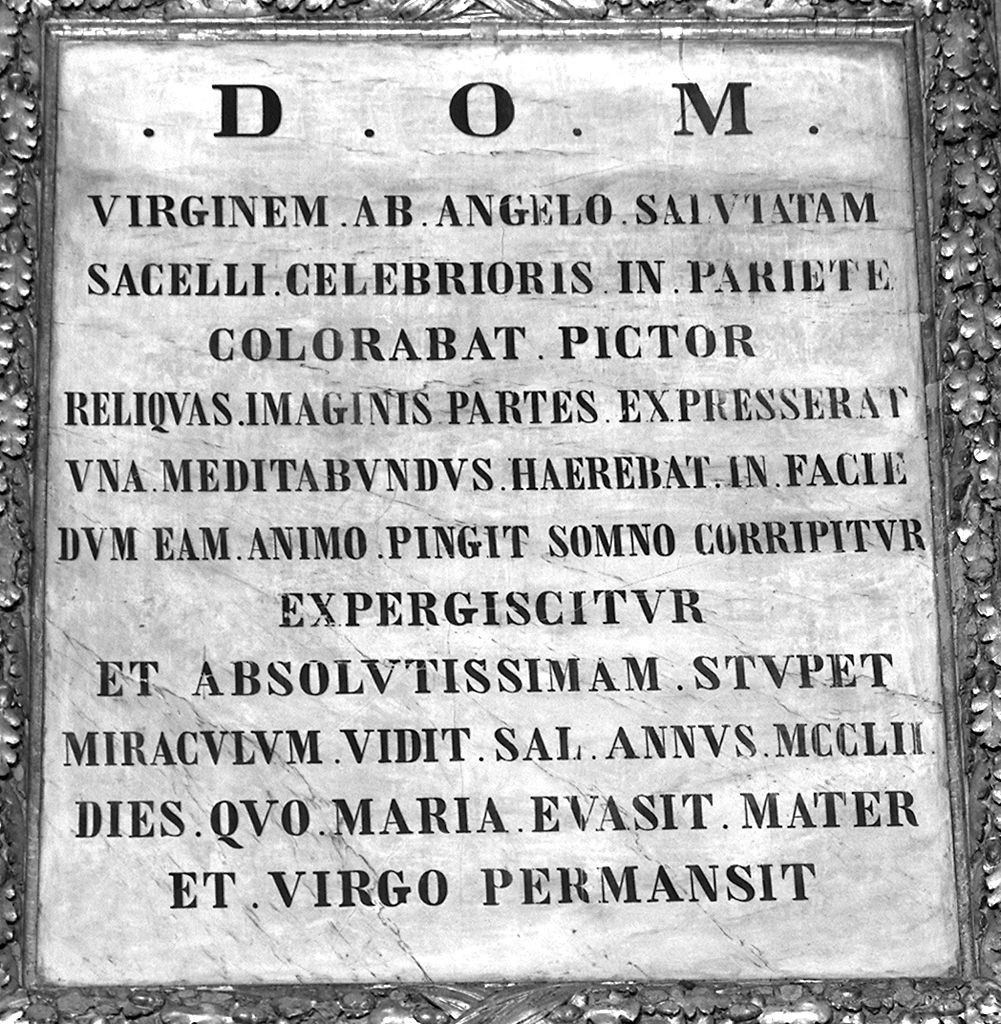 . D . O . M .
VIRGINEM . AB . ANGELO . SALVTATAM
SACELLI . CELEBRIORIS . IN . PARIETE
COLORABAT . PICTOR
RELIQVAS . IMAGINIS PARTES . EXPRESSERAT
VNA . MEDITABVNDVS . HAEREBAT . IN . FACIE
DVM EAM . ANIMO . PINGIT SOMNO CORRIPITVR
EXPERGISCITVR
ET ABSOLVTISSIMAM . STVPET
MIRACVLVM . VIDIT . SAL . ANNVS . MCCLII .
DIES . QVO . MARIA . EVASIT . MATER
ET . VIRGO PERMANSIT